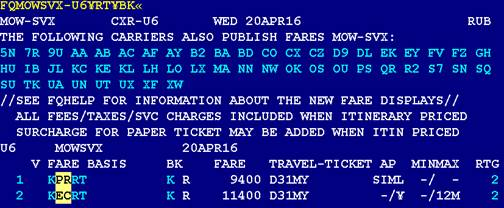 FQMOWSVX-U6¥RT¥BK«
MOW-SVX CXR-U6 WED 20APR16 RUB
THE FOLLOWING CARRIERS ALSO PUBLISH FARES MOW-SVX:
5N 7R 9U AA AB AC AF AY B2 BA BD CO CX CZ D9 DL EK EY FV FZ GH
HU IB JL KC KE KL LH LO LX MA NN NW OK OS OU PS QR R2 S7 SN SQ
SU TK UA UN UT UX XF XW
//SEE FQHELP FOR INFORMATION ABOUT THE NEW FARE DISPLAYS//
ALL FEES/TAXES/SVC CHARGES INCLUDED WHEN ITINERARY PRICED
SURCHARGE FOR PAPER TICKET MAY BE ADDED WHEN ITIN PRICED
U6 MOWSVX 20APR16
V FARE BASIS BK FARE TRAVEL-TICKET AP MINMAX RTG
1 KPRRT K R 9400 D31MY SIML -/ - 2
2 KECRT K R 11400 D31MY -/¥ -/12M 2